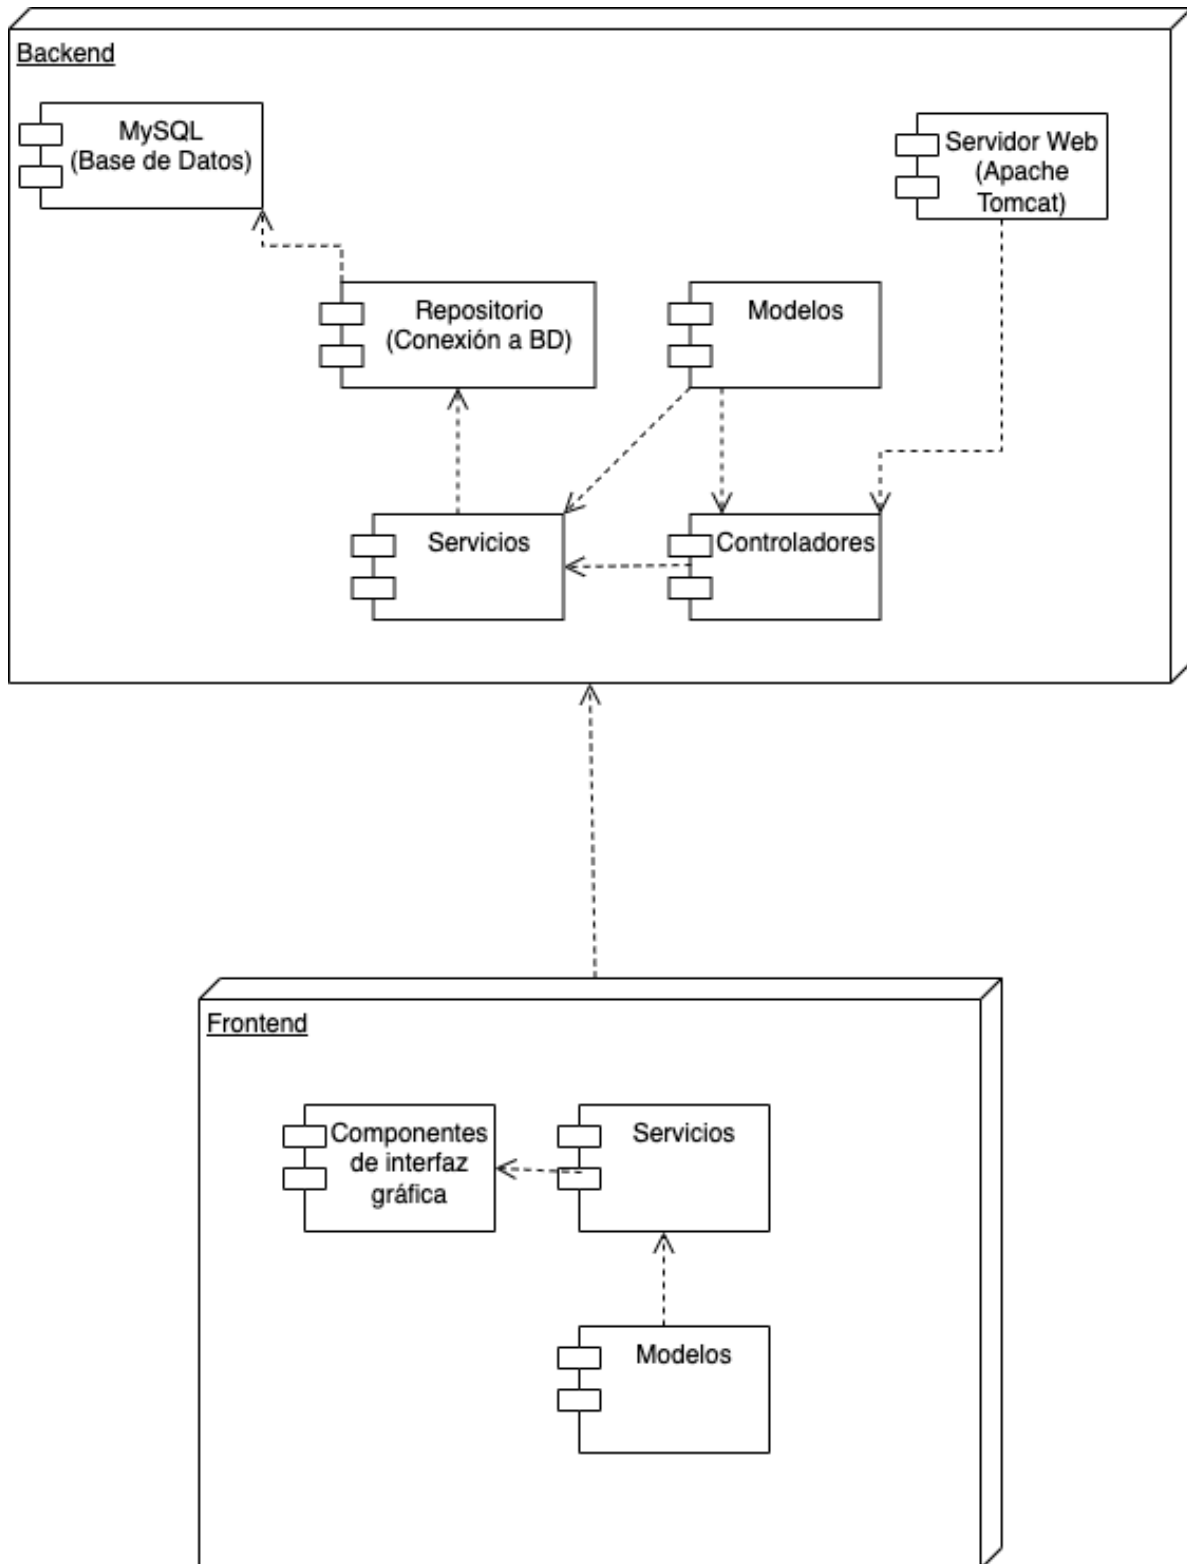 Backend
MySQL
(Base de Datos)
Servidor Web
(Apache
Tomcat)
Repositorio
(Conexión a BD)
Modelos
Servicios
Controladores
Frontend
Componentes
de interfaz
gráfica
Servicios
Modelos